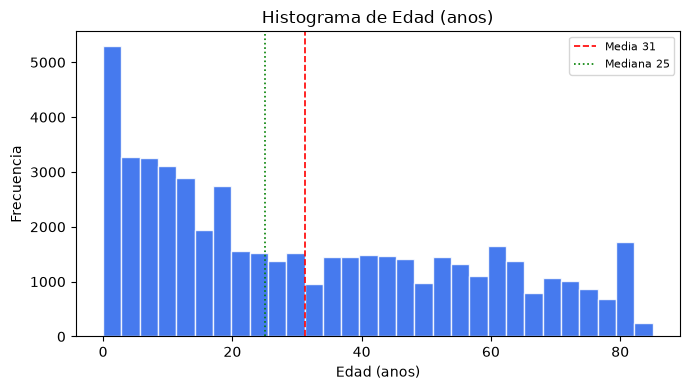 Histograma de Edad (anos)
Media 31
Mediana 25
Frecuencia
5000
4000
3000
2000
1000
0
0 20 40 60 80
Edad (anos)